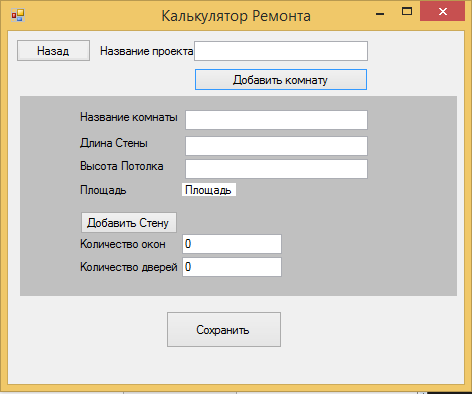 Калькулятор Ремонта
Назад Название проекта
Добавить комнату
Название комнаты
Длина Стены
Высота Потолка
Площадь Площадь
Добавить Стену
Количество окон 0
Количество дверей 0
Сохранить